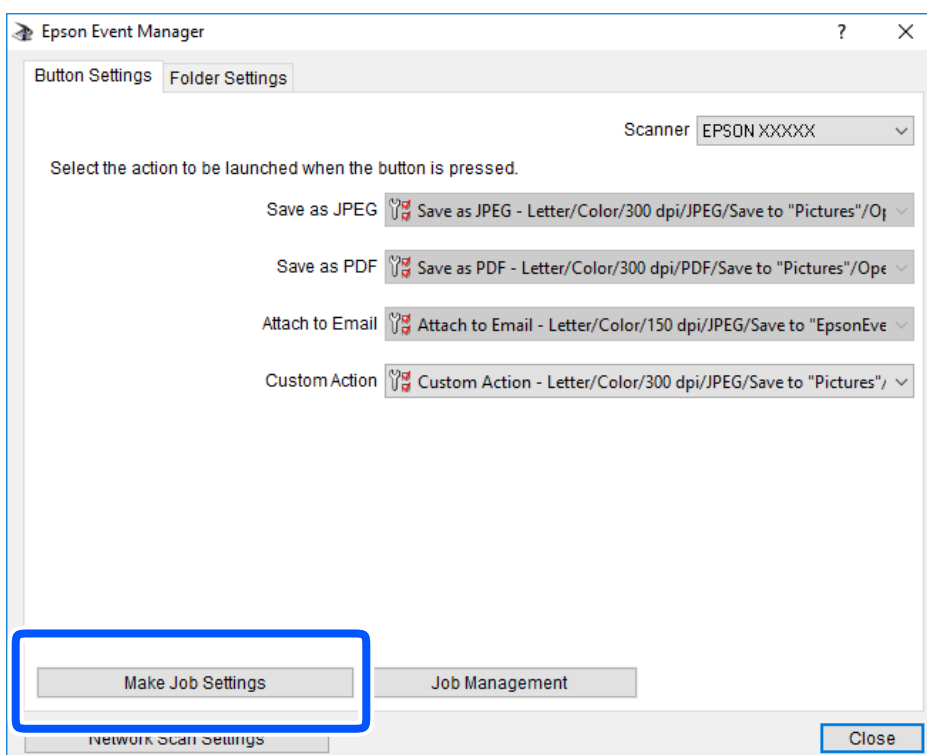 Epson Event Manager
Button Settings Folder Settings
Scanner EPSON XXXXX
Select the action to be launched when the button is pressed.
Save as JPEG Save as JPEG - Letter/Color/300 dpi/JPEG/Save to "Pictures"/Op
Save as PDF Save as PDF - Letter/Color/300 dpi/PDF/Save to "Pictures"/Ope
Attach to Email Attach to Email - Letter/Color/150 dpi/JPEG/Save to "EpsonEve
Custom Action Custom Action - Letter/Color/300 dpi/JPEG/Save to "Pictures"/
Make Job Settings Job Management
Network Scan Settings Close